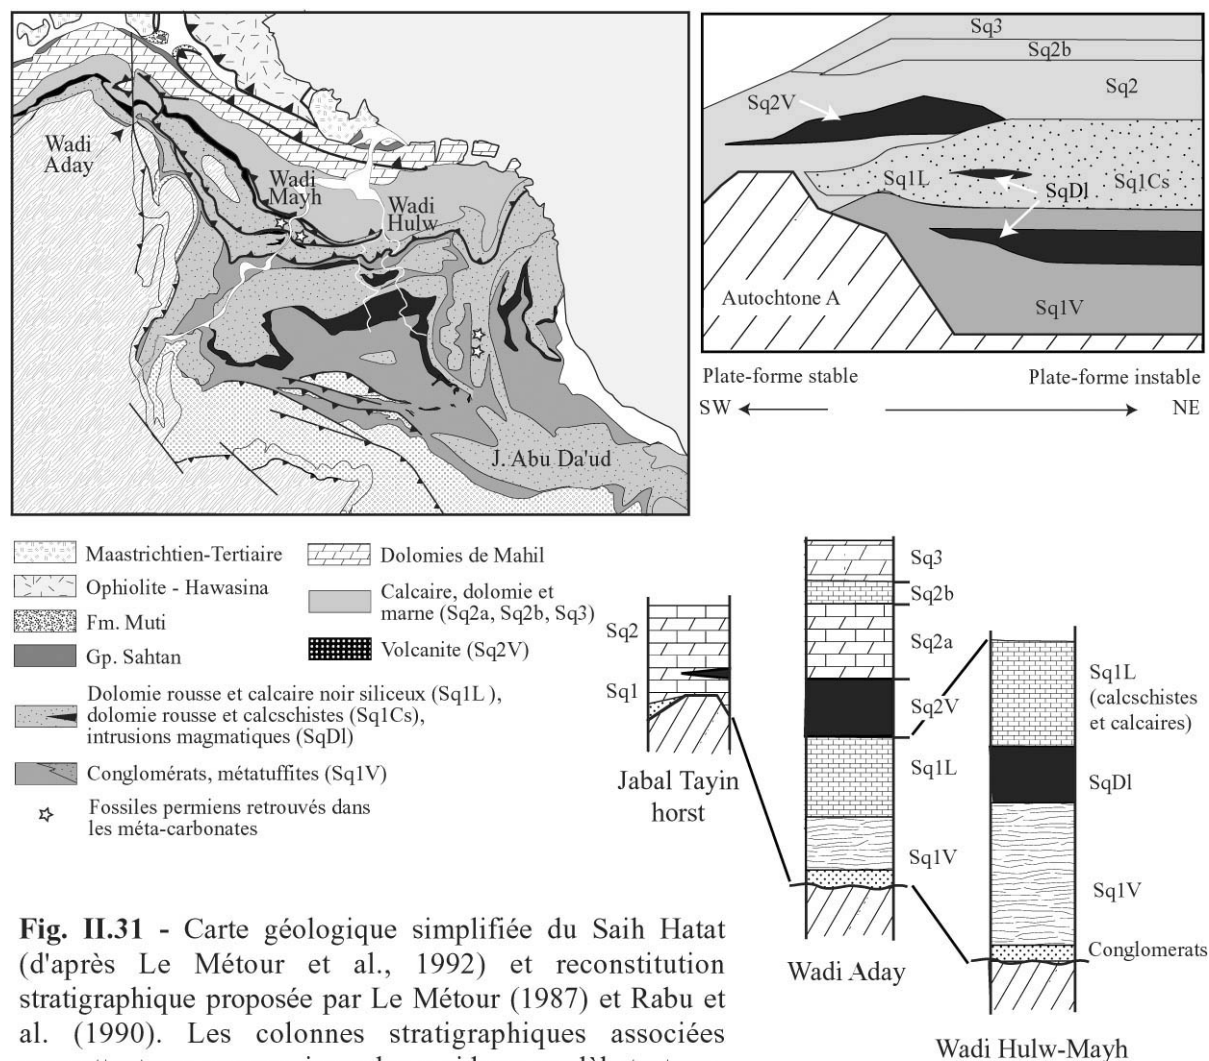 Wadi
Aday
Wadi
Mayh
Wadi
Hulw
J. Abu Da'ud
Sq3
Sq2b
Sq2V
Sq2
Sq1L
SqDl
Sq1Cs
Autochtone A
Sq1V
Plate-forme stable
Plate-forme instable
SW
NE
Maastrichtien-Tertiaire
Ophiolite - Hawasina
Fm. Muti
Gp. Sahtan
Dolomies de Mahil
Calcaire, dolomie et
marne (Sq2a, Sq2b, Sq3)
Volcanite (Sq2V)
Dolomie rousse et calcaire noir siliceux (Sq1L ),
dolomie rousse et calcschistes (Sq1Cs),
intrusions magmatiques (SqDl)
Conglomérats, métatuffites (Sq1V)
Fossiles permiens retrouvés dans
les méta-carbonates
Sq2
Sq1
Jabal Tayin
horst
Sq3
Sq2b
Sq2a
Sq2V
Sq1L
Sq1V
Wadi Aday
Sq1L
(calcschistes
et calcaires)
SqDl
Sq1V
Conglomerats
Wadi Hulw-Mayh
Fig. II.31 - Carte géologique simplifiée du Saih Hatat
(d'après Le Métour et al., 1992) et reconstitution
stratigraphique proposée par Le Métour (1987) et Rabu et
al. (1990). Les colonnes stratigraphiques associées